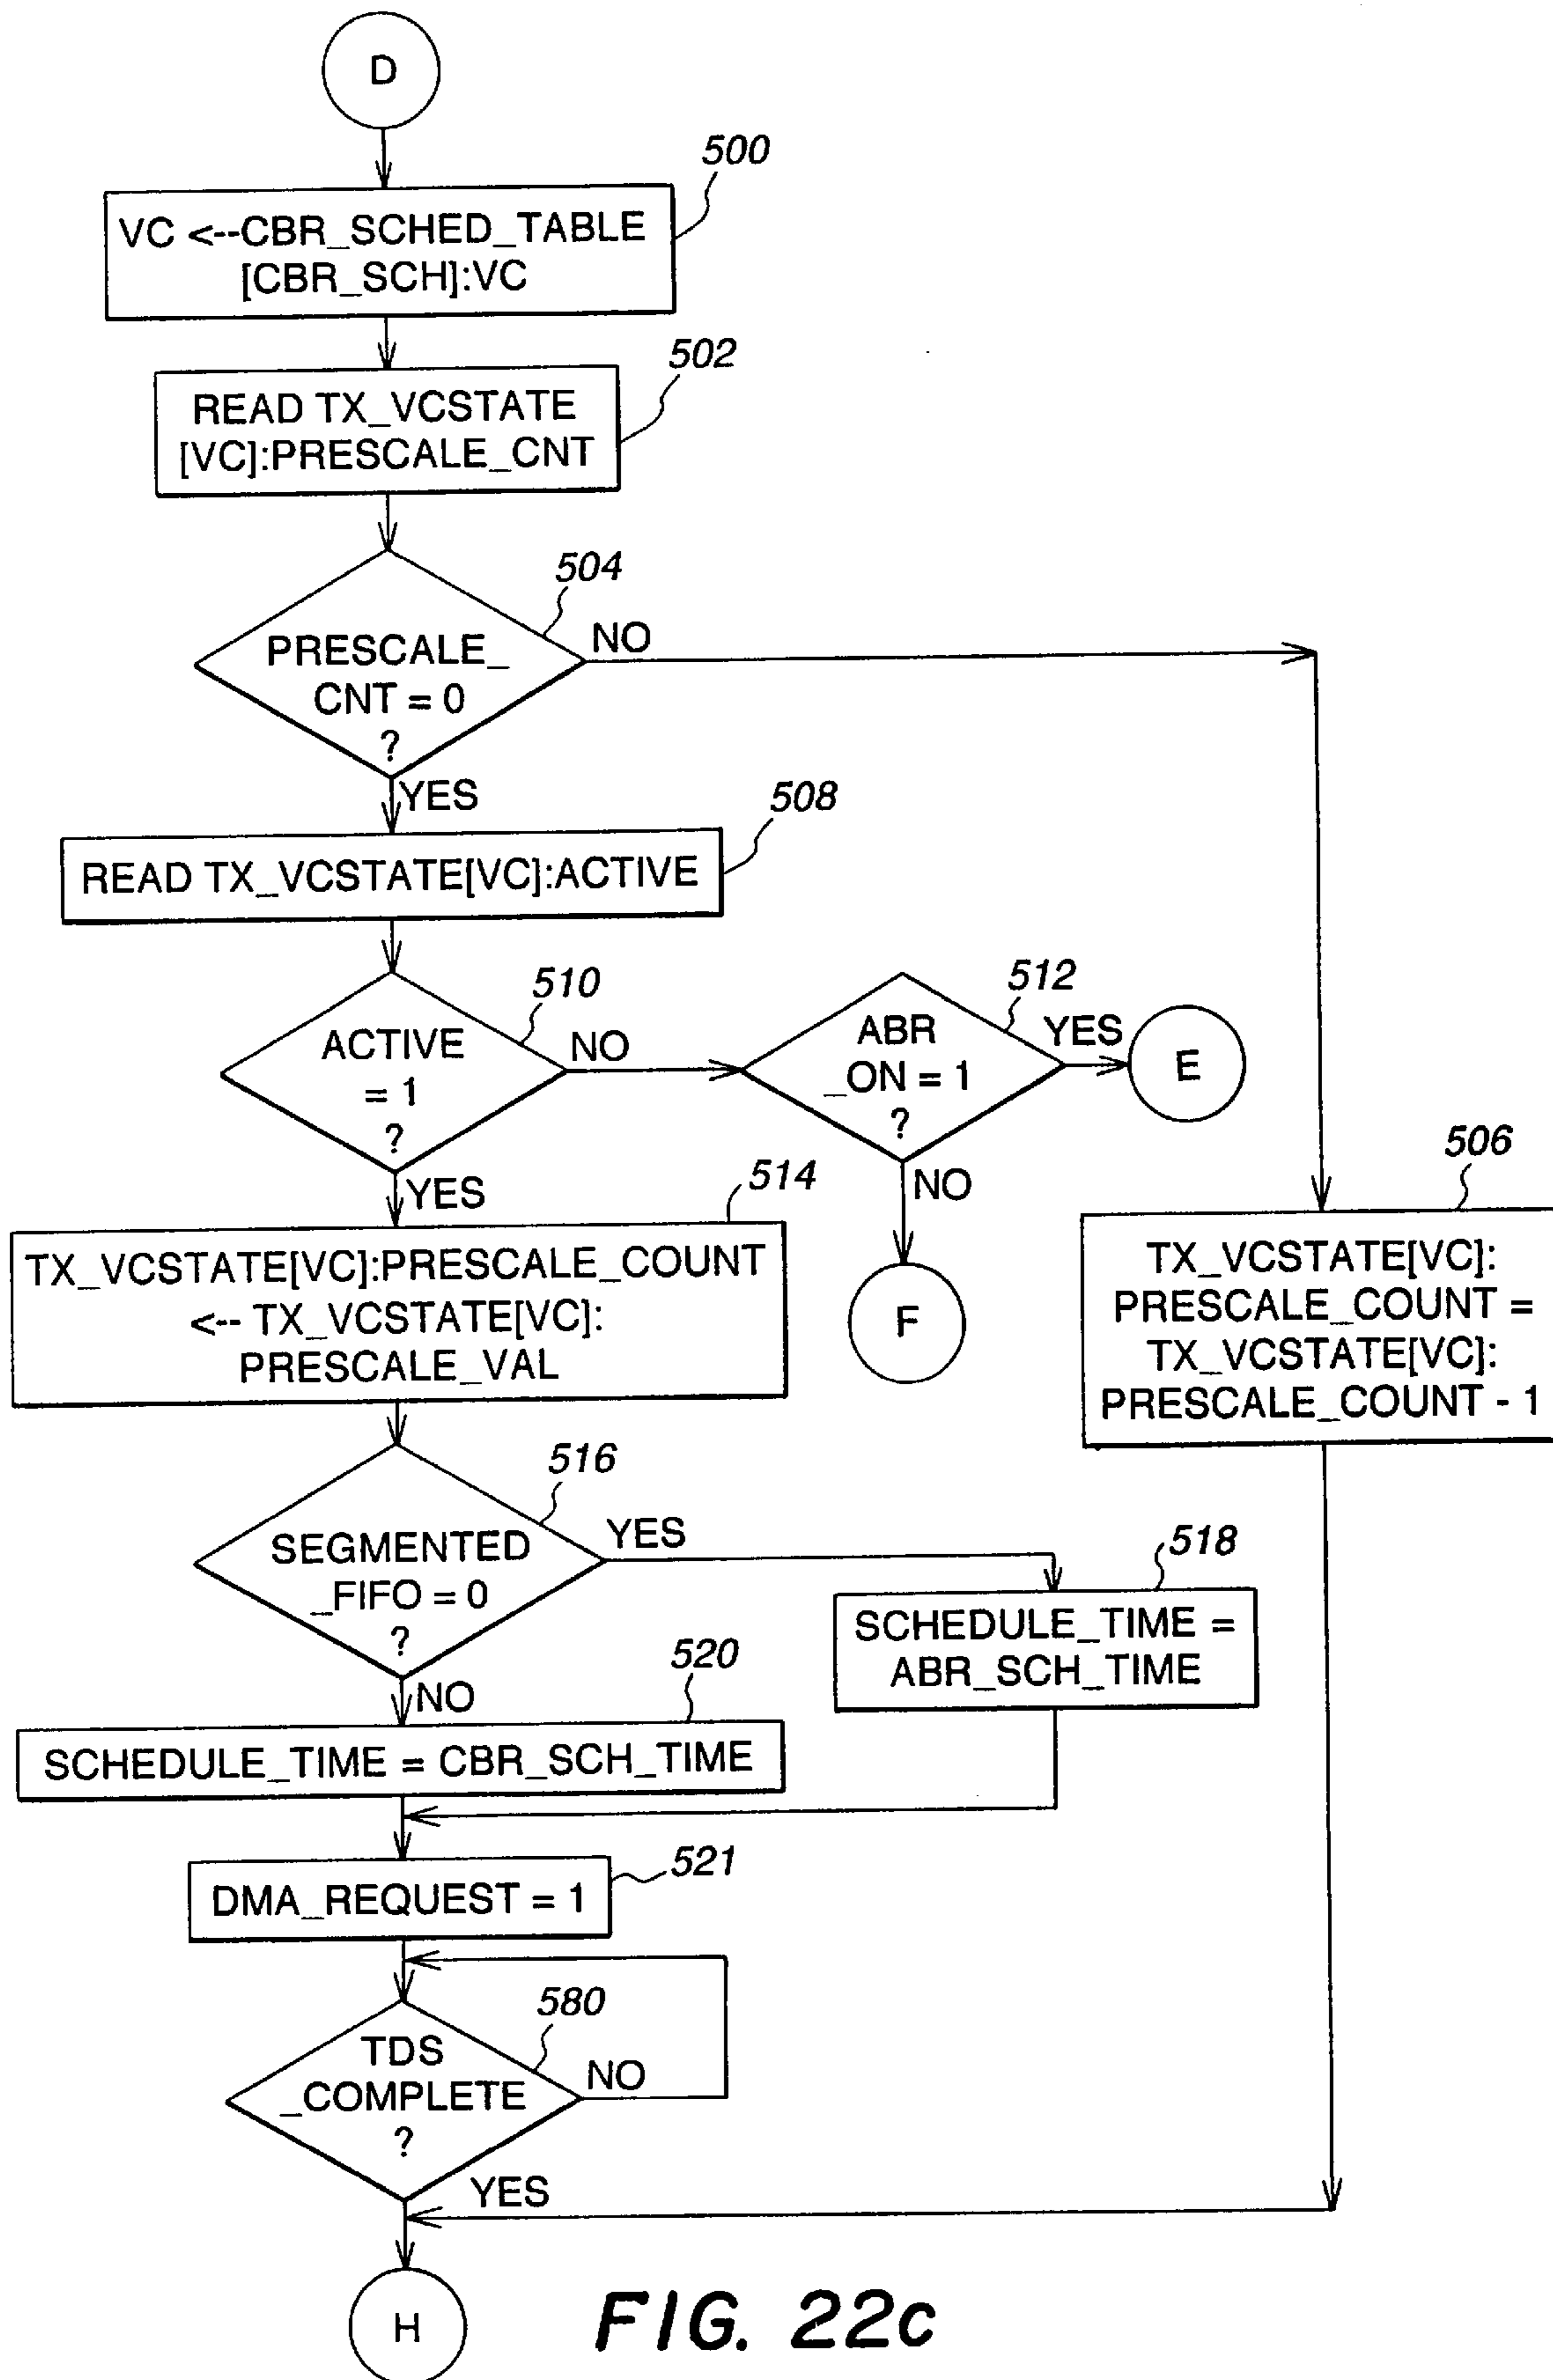 D
500
VC <--CBR_SCHED_TABLE
[CBR_SCH]:VC
502
READ TX_VCSTATE
[VC]:PRESCALE_CNT
504
PRESCALE_
CNT = 0
?
NO
YES
508
READ TX_VCSTATE[VC]:ACTIVE
510
ACTIVE
= 1
?
NO
512
ABR
_ON = 1
?
YES
E
NO
F
YES
506
TX_VCSTATE[VC]:
PRESCALE_COUNT =
TX_VCSTATE[VC]:
PRESCALE_COUNT - 1
514
TX_VCSTATE[VC]:PRESCALE_COUNT
<-- TX_VCSTATE[VC]:
PRESCALE_VAL
516
SEGMENTED
_FIFO = 0
?
YES
518
SCHEDULE_TIME =
ABR_SCH_TIME
NO
520
SCHEDULE_TIME = CBR_SCH_TIME
521
DMA_REQUEST = 1
580
TDS
_COMPLETE
?
NO
YES
H
FIG. 22c